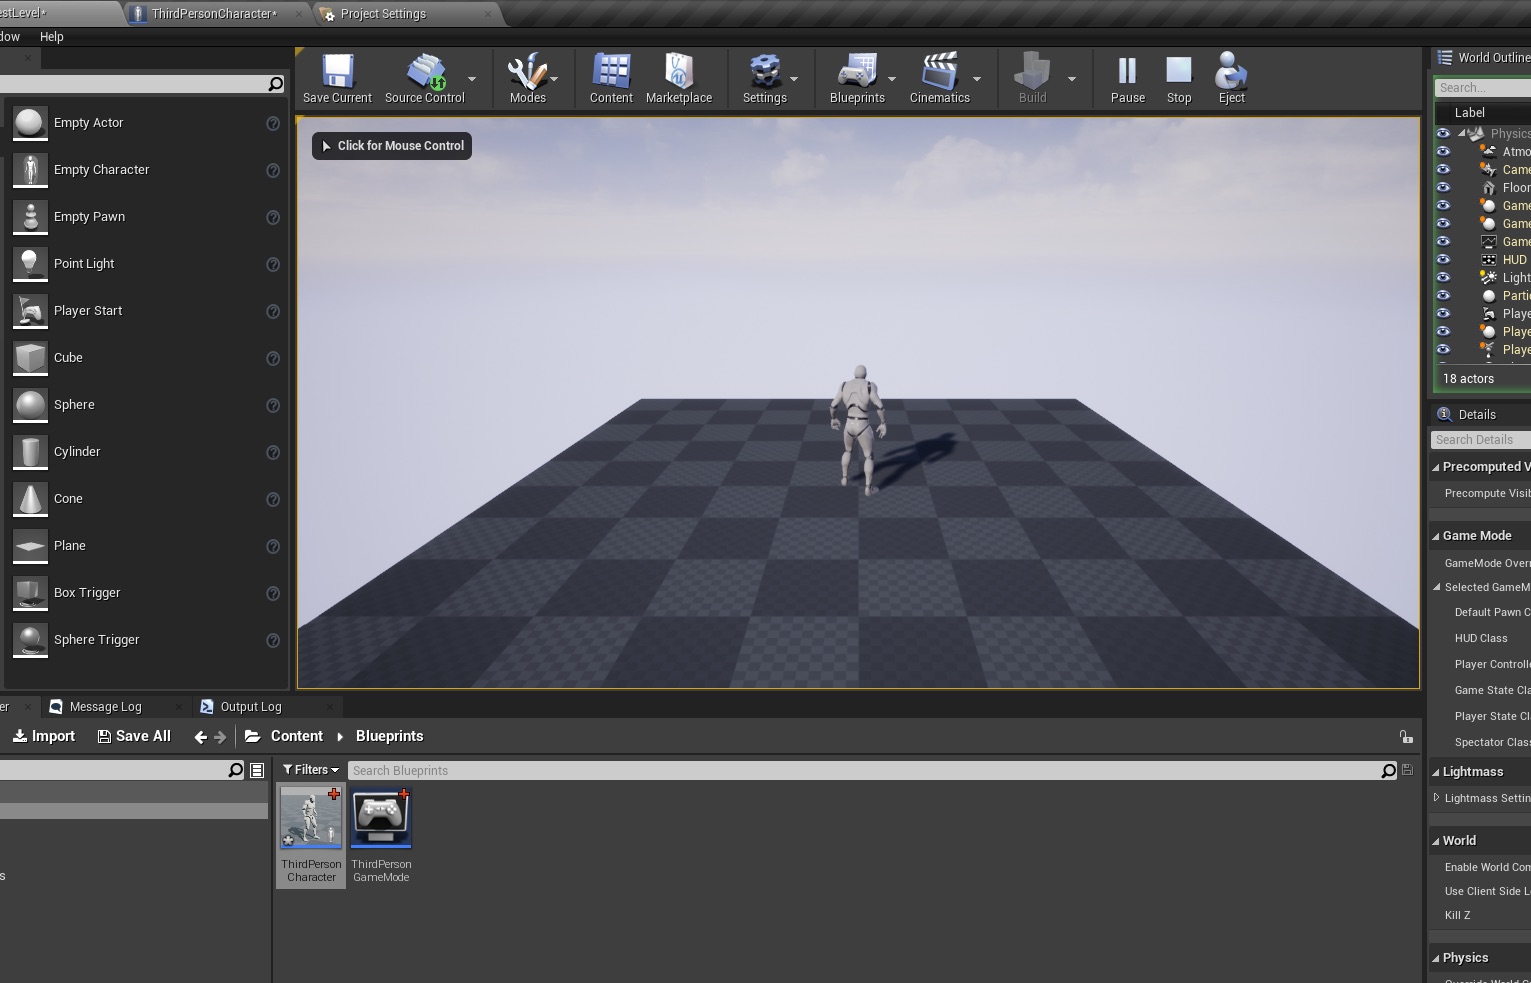 estLevel*
ThirdPersonCharacter*
Project Settings
dow
Help
Save Current
Source Control
Modes
Content
Marketplace
Settings
Blueprints
Cinematics
Build
Pause
Stop
Eject
World Outline
Search...
Label
Physics
Atmo
Came
Floor
Game
Game
Game
HUD
Light
Parti
Playe
Playe
Playe
18 actors
Click for Mouse Control
Empty Actor
Empty Character
Empty Pawn
Point Light
Player Start
Cube
Sphere
Cylinder
Cone
Plane
Box Trigger
Sphere Trigger
Details
Search Details
Precomputed V
Precompute Visib
Game Mode
GameMode Over
Selected GameM
Default Pawn C
HUD Class
Player Controlle
Game State Cla
Player State Cl
Spectator Class
Lightmass
Lightmass Settin
World
Enable World Com
Use Client Side L
Kill Z
Physics
er
Message Log
Output Log
Import
Save All
Content
Blueprints
Filters
Search Blueprints
ThirdPerson
Character
ThirdPerson
GameMode
s